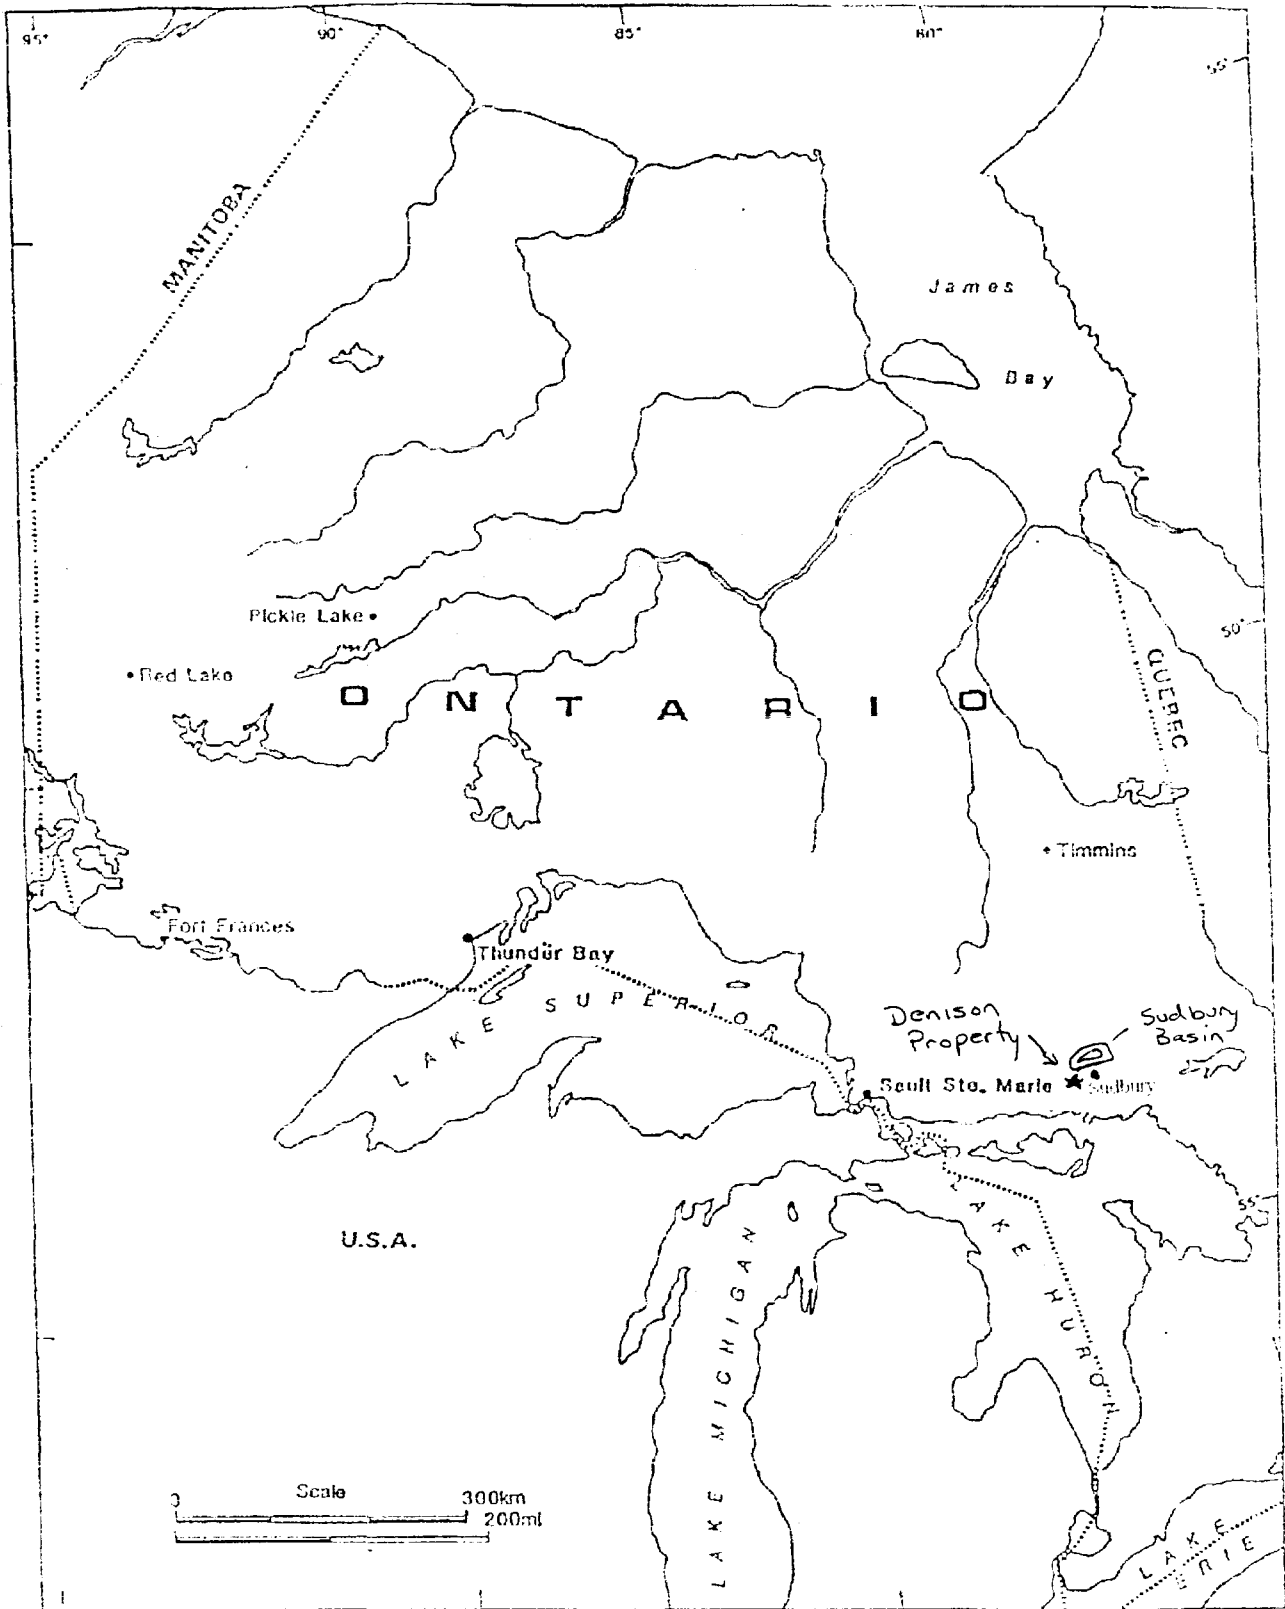 95°
90°
85°
80°
55°
MANITOBA
James
Bay
Pickle Lake
50°
Red Lake
ONTARIO
QUEBEC
Timmins
Fort Frances
Thunder Bay
LAKE SUPERIOR
Denison
Property
Sudbury
Basin
Sault Ste. Marie
Sudbury
55°
LAKE HURON
U.S.A.
LAKE MICHIGAN
Scale
0
300km
200mi
LAKE
ERIE